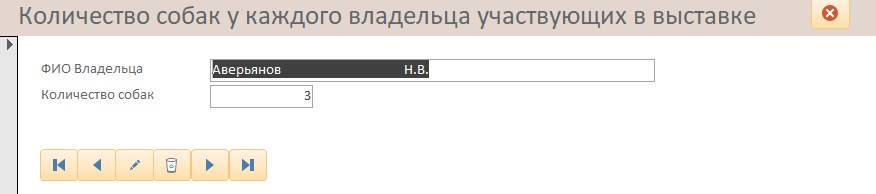 Количество собак у каждого владельца участвующих в выставке
ФИО Владельца Аверьянов Н.В.
Количество собак 3